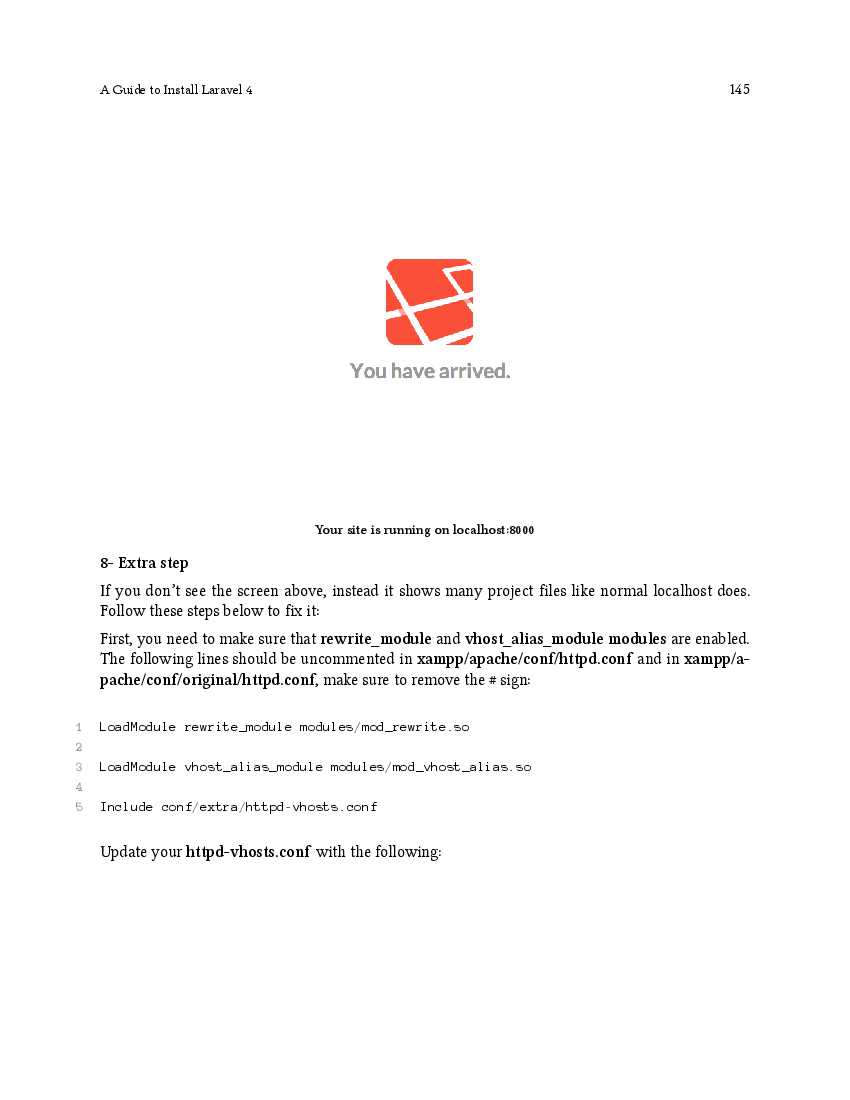 A Guide to Install Laravel 4 145
You have arrived.
Your site is running on localhost:8000
8- Extra step
If you don’t see the screen above, instead it shows many project files like normal localhost does.
Follow these steps below to fix it:
First, you need to make sure that rewrite_module and vhost_alias_module modules are enabled.
The following lines should be uncommented in xampp/apache/conf/httpd.conf and in xampp/a-
pache/conf/original/httpd.conf, make sure to remove the # sign:
1 LoadModule rewrite_module modules/mod_rewrite.so
2
3 LoadModule vhost_alias_module modules/mod_vhost_alias.so
4
5 Include conf/extra/httpd-vhosts.conf
Update your httpd-vhosts.conf with the following: